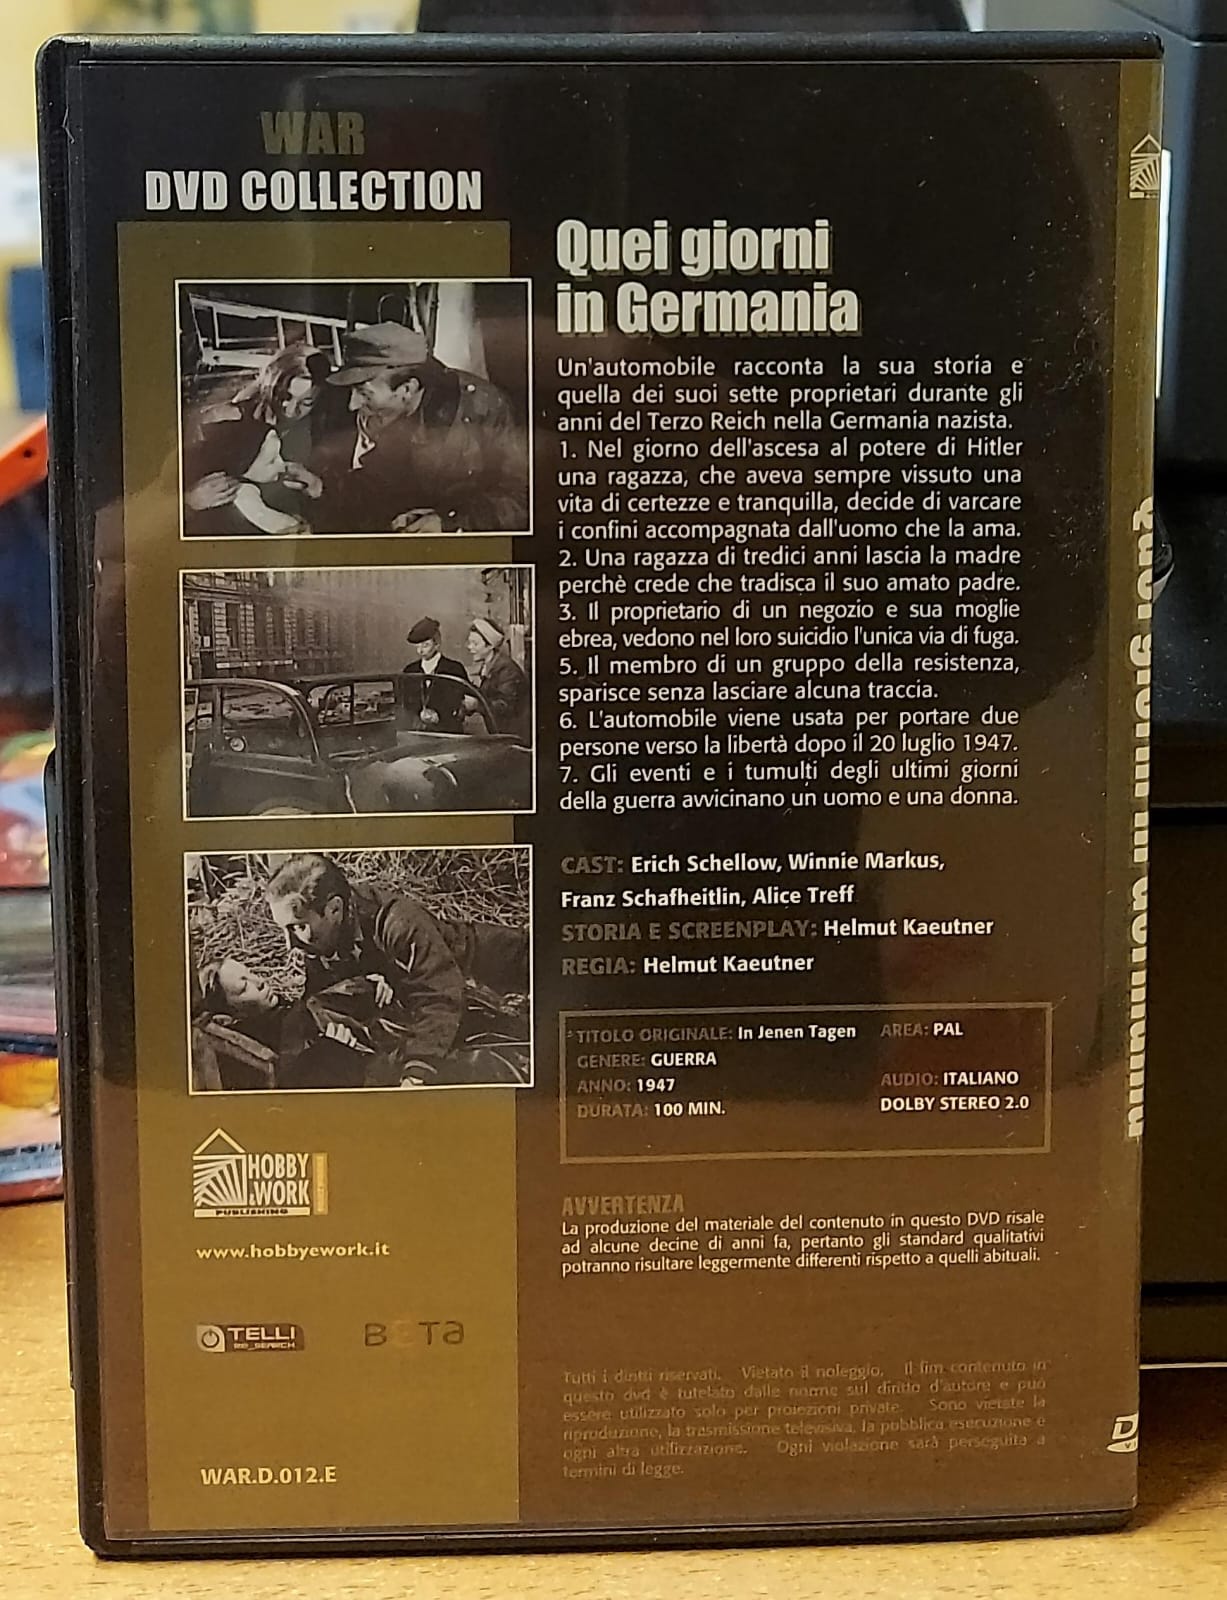 WAR
DVD COLLECTION
Quei giorni
in Germania
Un'automobile racconta la sua storia e
quella dei suoi sette proprietari durante gli
anni del Terzo Reich nella Germania nazista.
1. Nel giorno dell'ascesa al potere di Hitler
una ragazza, che aveva sempre vissuto una
vita di certezze e tranquilla, decide di varcare
i confini accompagnata dall'uomo che la ama.
2. Una ragazza di tredici anni lascia la madre
perchè crede che tradisca il suo amato padre.
3. Il proprietario di un negozio e sua moglie
ebrea, vedono nel loro suicidio l'unica via di fuga.
5. Il membro di un gruppo della resistenza,
sparisce senza lasciare alcuna traccia.
6. L'automobile viene usata per portare due
persone verso la libertà dopo il 20 luglio 1947.
7. Gli eventi e i tumulti degli ultimi giorni
della guerra avvicinano un uomo e una donna.
CAST: Erich Schellow, Winnie Markus,
Franz Schafheitlin, Alice Treff
STORIA E SCREENPLAY: Helmut Kaeutner
REGIA: Helmut Kaeutner
TITOLO ORIGINALE: In Jenen Tagen
AREA: PAL
GENERE: GUERRA
ANNO: 1947
AUDIO: ITALIANO
DURATA: 100 MIN.
DOLBY STEREO 2.0
HOBBY
&WORK
PUBLISHING
www.hobbyework.it
AVVERTENZA
La produzione del materiale del contenuto in questo DVD risale
ad alcune decine di anni fa, pertanto gli standard qualitativi
potranno risultare leggermente differenti rispetto a quelli abituali.
TELLI
RE_SEARCH
BETa
Tutti i diritti riservati. Vietato il noleggio. Il fim contenuto in
questo dvd è tutelato dalle norme sul diritto d'autore e può
essere utilizzato solo per proiezioni private. Sono vietate la
riproduzione, la trasmissione televisiva, la pubblica esecuzione e
ogni altra utilizzazione. Ogni violazione sarà perseguita a
termini di legge.
WAR.D.012.E